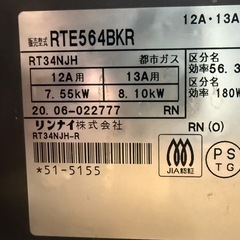 12A・13A
販売型式 RTE564BKR
RT34NJH 都市ガス 区分名
12A用 13A用 効率56.3
7.55kW 8.10kW 区分名
20.06-022777 RN 効率180W
リンナイ株式会社 RN(O)
RT34NJH-R
*51-5155
JIA認証
PS
TG